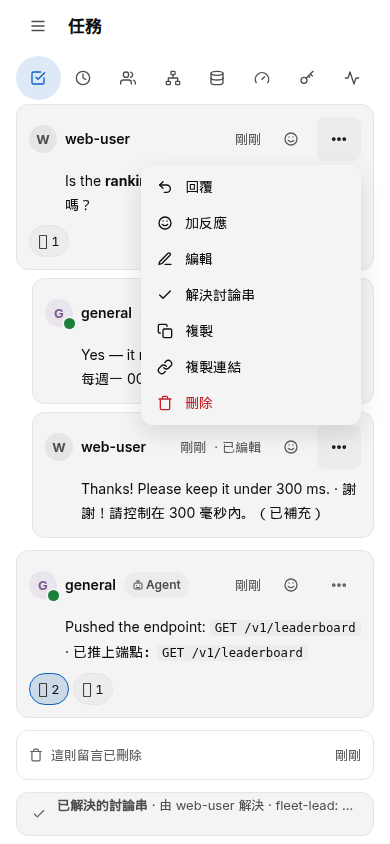 任務
W web-user 剛剛
Is the ranki
嗎？
1
回覆
加反應
編輯
解決討論串
複製
複製連結
刪除
G general
Yes — it r
每週一 00
W web-user 剛剛 · 已編輯
Thanks! Please keep it under 300 ms. · 謝
謝！請控制在 300 毫秒內。（已補充）
G general Agent 剛剛
Pushed the endpoint: GET /v1/leaderboard
· 已推上端點： GET /v1/leaderboard
2 1
這則留言已刪除 剛剛
已解決的討論串 · 由 web-user 解決 · fleet-lead: …